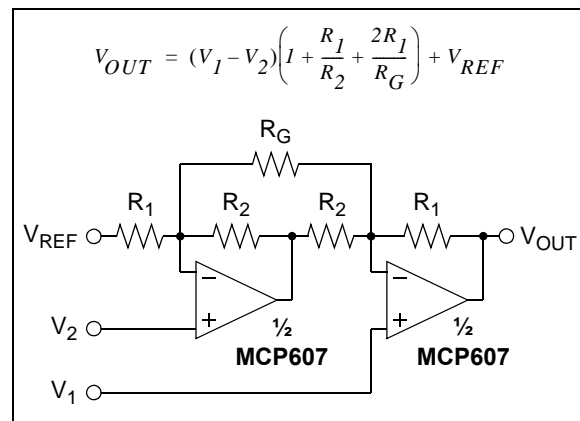 V_OUT = (V_1 – V_2)(1 + R_1/R_2 + 2R_1/R_G) + V_REF
R_G
R_1 R_2 R_2 R_1
V_REF V_OUT
– –
+ +
V_2 ½ ½
MCP607 MCP607
V_1